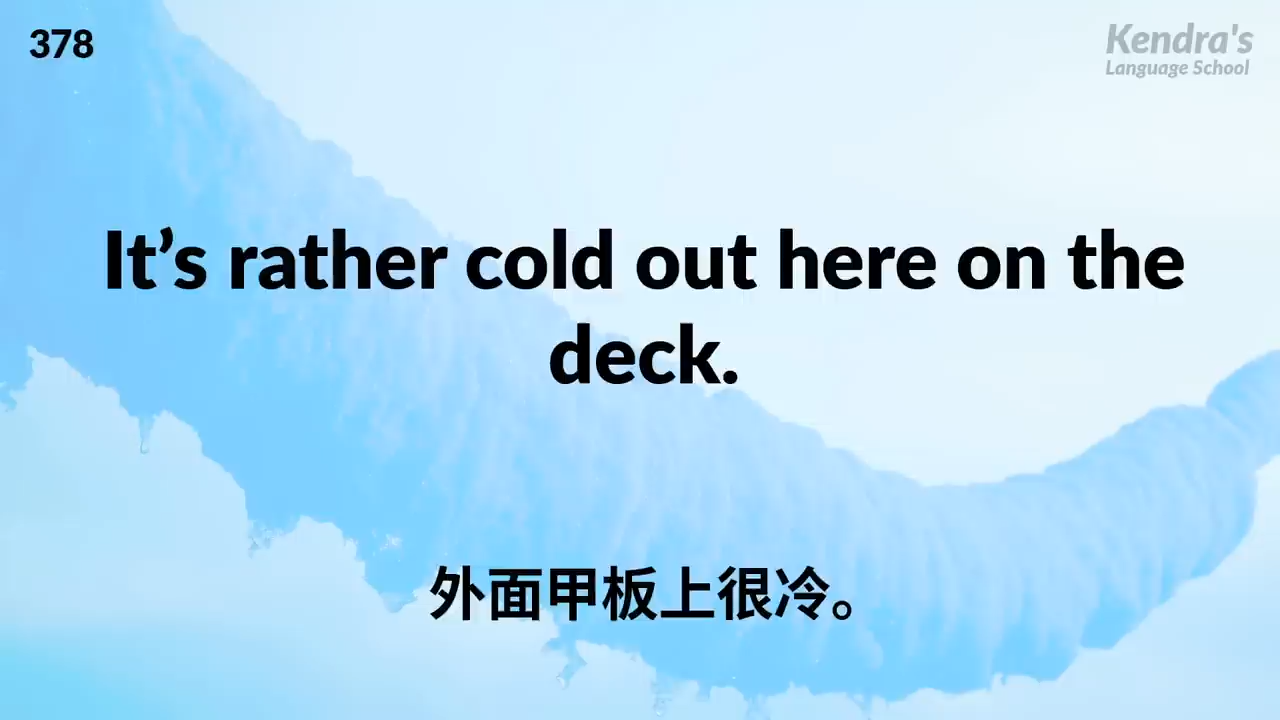 378
Kendra's
Language School
It’s rather cold out here on the
deck.
外面甲板上很冷。